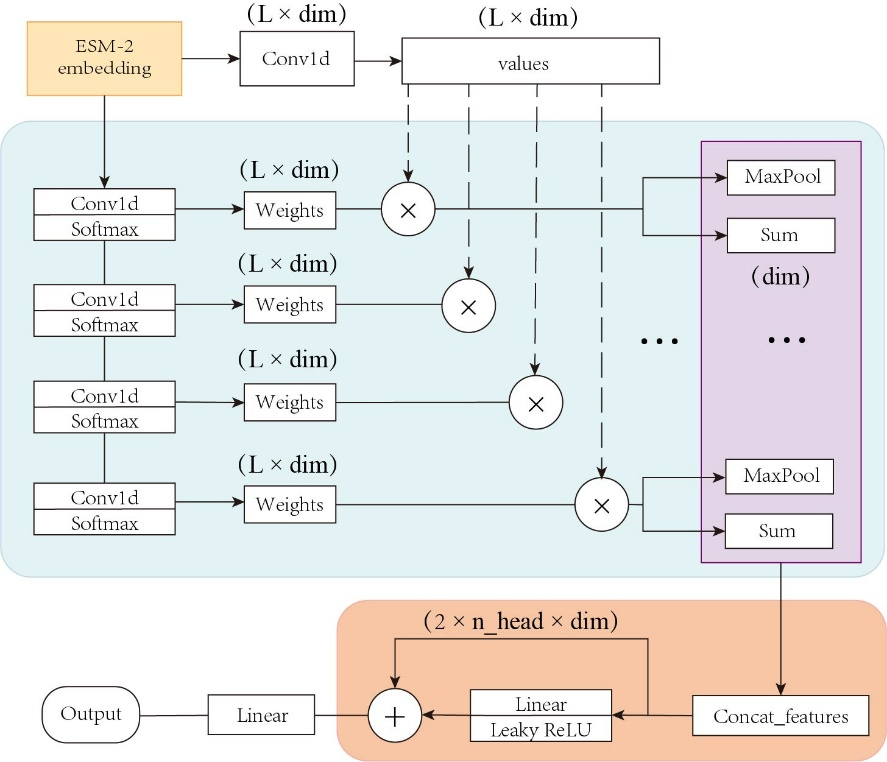 (L × dim)
(L × dim)
ESM-2
embedding
Conv1d
values
(L × dim)
Conv1d
Softmax
Weights
×
MaxPool
Sum
(dim)
(L × dim)
Conv1d
Softmax
Weights
×
...
...
(L × dim)
Conv1d
Softmax
Weights
×
(L × dim)
Conv1d
Softmax
Weights
×
MaxPool
Sum
(2 × n_head × dim)
Output
Linear
+
Linear
Leaky ReLU
Concat_features